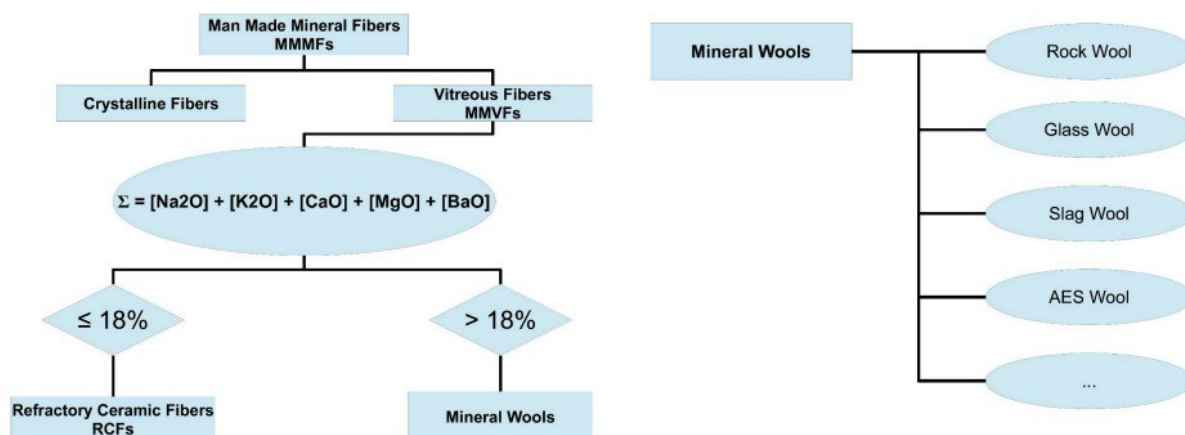 Man Made Mineral Fibers
MMMFs
Crystalline Fibers
Vitreous Fibers
MMVFs
Σ = [Na2O] + [K2O] + [CaO] + [MgO] + [BaO]
≤ 18%
> 18%
Refractory Ceramic Fibers
RCFs
Mineral Wools
Mineral Wools
Rock Wool
Glass Wool
Slag Wool
AES Wool
...